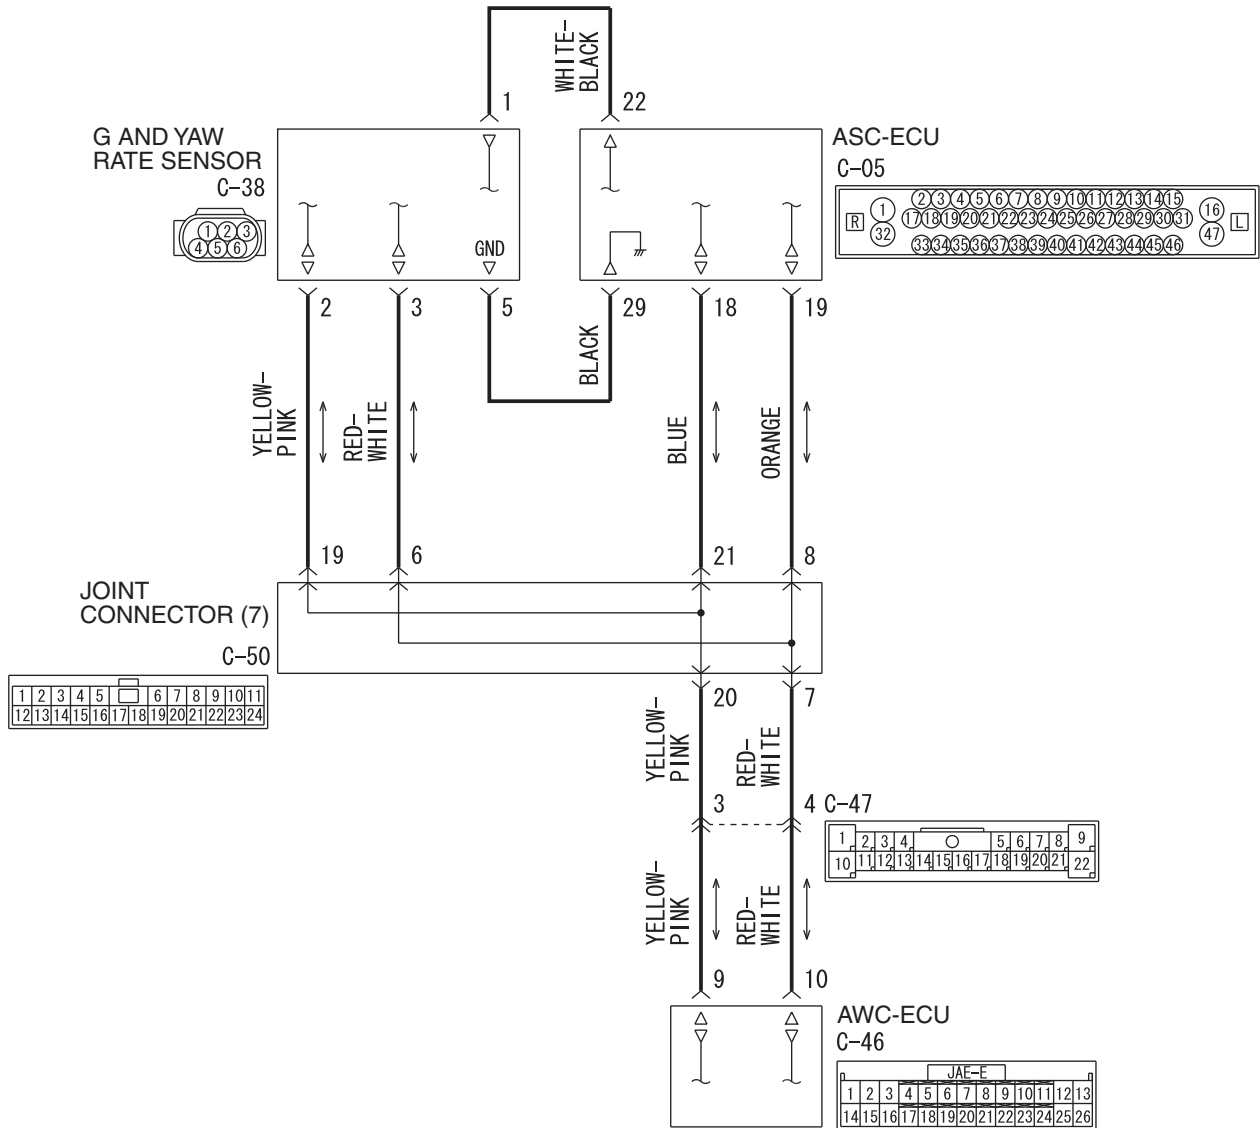 WHITE-
BLACK
1
22
G AND YAW
RATE SENSOR
C-38
1 2 3
4 5 6
GND
ASC-ECU
C-05
R
L
2 3 4 5 6 7 8 9 10 11 12 13 14 15
1
16
17 18 19 20 21 22 23 24 25 26 27 28 29 30 31
32
47
33 34 35 36 37 38 39 40 41 42 43 44 45 46
2
3
5
29
18
19
YELLOW-
PINK
RED-
WHITE
BLACK
BLUE
ORANGE
19
6
21
8
JOINT
CONNECTOR (7)
C-50
1 2 3 4 5 6 7 8 9 10 11
12 13 14 15 16 17 18 19 20 21 22 23 24
20
7
YELLOW-
PINK
RED-
WHITE
3
4
C-47
1 2 3 4 5 6 7 8 9
10 11 12 13 14 15 16 17 18 19 20 21 22
YELLOW-
PINK
RED-
WHITE
9
10
AWC-ECU
C-46
JAE-E
1 2 3 4 5 6 7 8 9 10 11 12 13
14 15 16 17 18 19 20 21 22 23 24 25 26